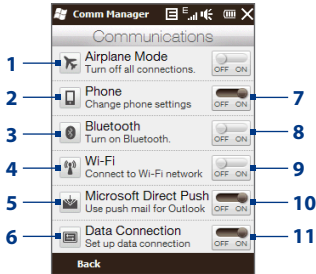 Comm Manager
Communications
1 Airplane Mode
Turn off all connections. OFF ON
2 Phone 7
Change phone settings OFF ON
3 Bluetooth 8
Turn on Bluetooth. OFF ON
4 Wi-Fi 9
Connect to Wi-Fi network OFF ON
5 Microsoft Direct Push 10
Use push mail for Outlook OFF ON
6 Data Connection 11
Set up data connection OFF ON
Back